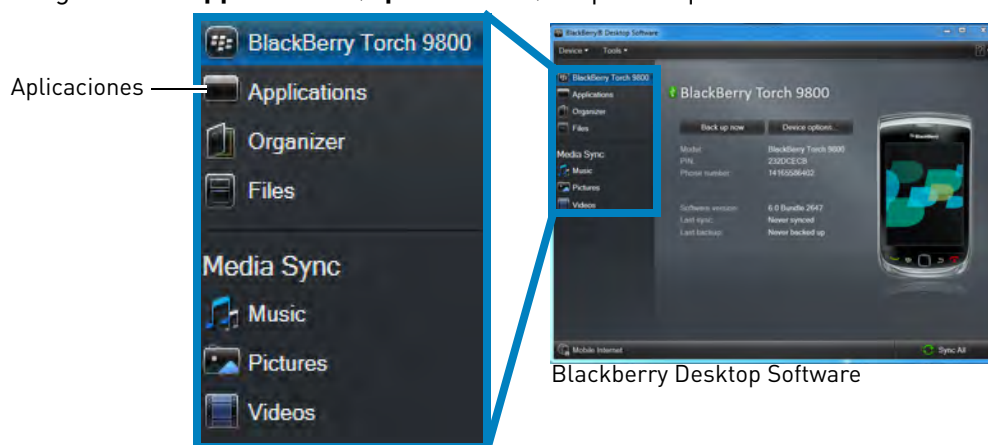 BlackBerry Torch 9800
Aplicaciones
Applications
Organizer
Files
Media Sync
Music
Pictures
Videos
BlackBerry® Desktop Software
Device
Tools
BlackBerry Torch 9800
Applications
Organizer
Files
Media Sync
Music
Pictures
Videos
BlackBerry Torch 9800
Back up now
Device options...
Model: BlackBerry Torch 9800
PIN: 232DCECB
Phone number: 14165586402
Software version: 6.0 Bundle 2647
Last sync: Never synced
Last backup: Never backed up
Mobile Internet
Sync All
Blackberry Desktop Software